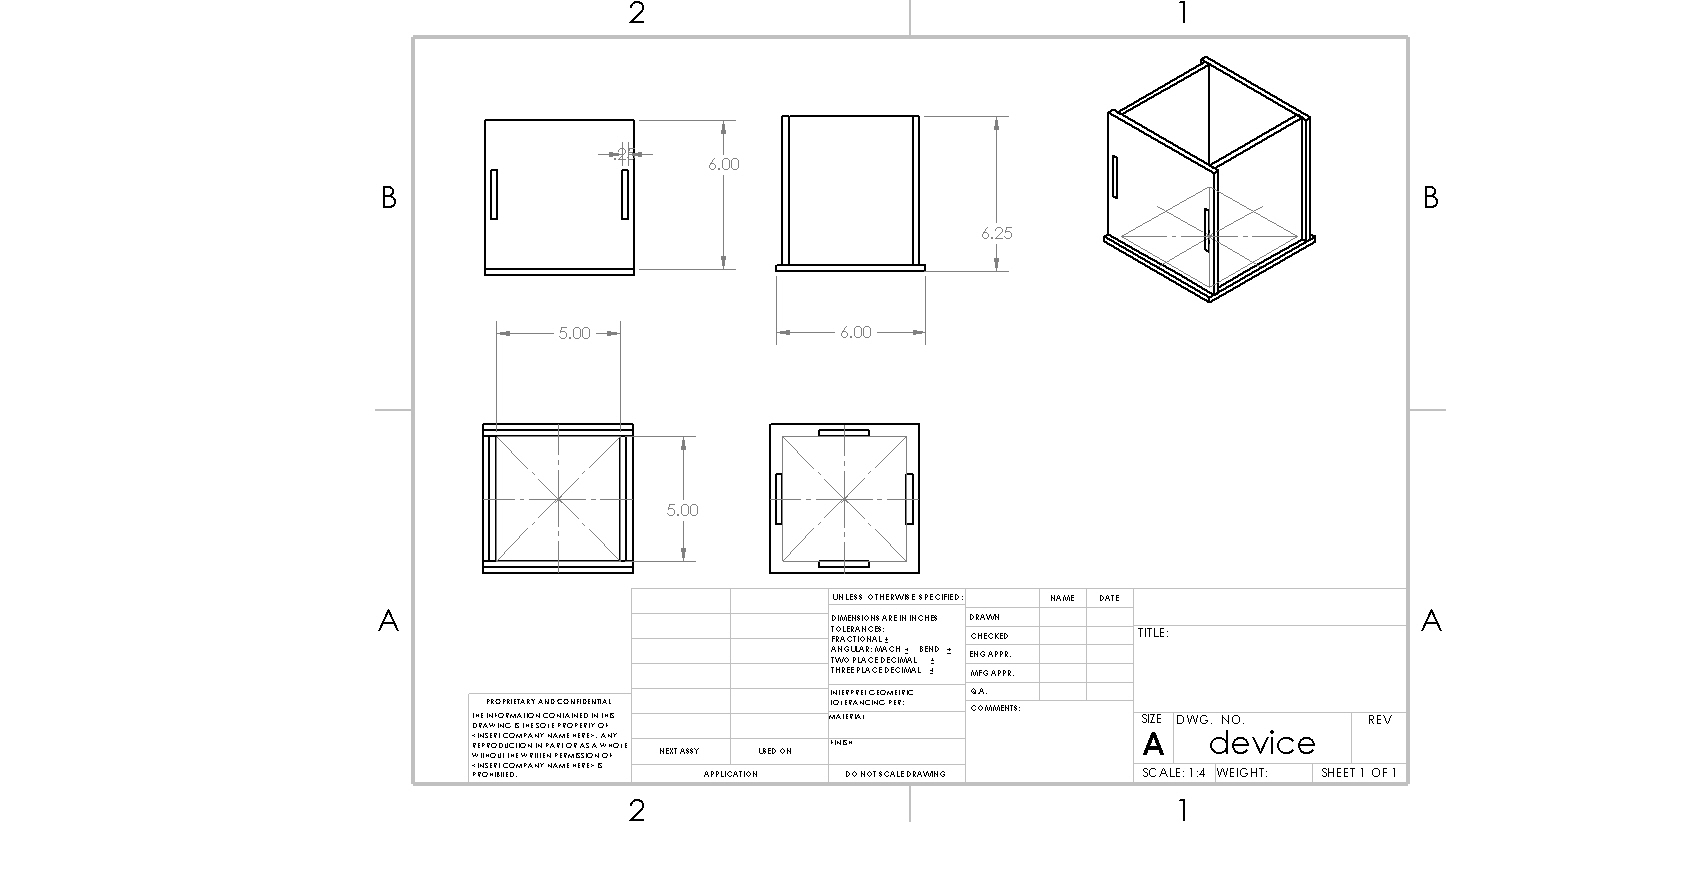 2 1
B B
.25
6.00
6.25
5.00 6.00
5.00
A A
UNLESS OTHERWISE SPECIFIED:
DIMENSIONS ARE IN INCHES
TOLERANCES:
FRACTIONAL ±
ANGULAR: MACH ± BEND ±
TWO PLACE DECIMAL ±
THREE PLACE DECIMAL ±
INTERPRET GEOMETRIC
TOLERANCING PER:
MATERIAL
FINISH
DO NOT SCALE DRAWING
NAME DATE
DRAWN
CHECKED
ENG APPR.
MFG APPR.
Q.A.
COMMENTS:
TITLE:
SIZE DWG. NO. REV
A device
SCALE: 1:4 WEIGHT: SHEET 1 OF 1
PROPRIETARY AND CONFIDENTIAL
THE INFORMATION CONTAINED IN THIS
DRAWING IS THE SOLE PROPERTY OF
<INSERT COMPANY NAME HERE>. ANY
REPRODUCTION IN PART OR AS A WHOLE
WITHOUT THE WRITTEN PERMISSION OF
<INSERT COMPANY NAME HERE> IS
PROHIBITED.
NEXT ASSY USED ON
APPLICATION
2 1